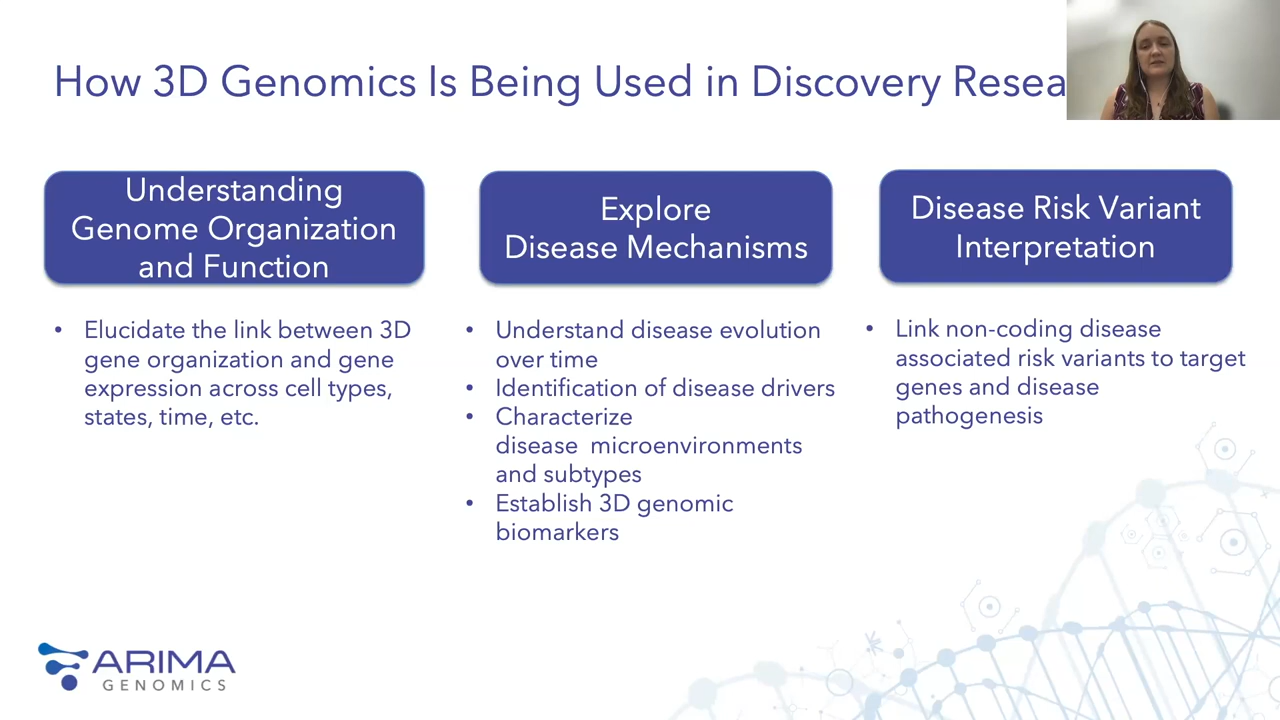 How 3D Genomics Is Being Used in Discovery
Understanding
Genome Organization
and Function
• Elucidate the link between 3D
gene organization and gene
expression across cell types,
states, time, etc.
Explore
Disease Mechanisms
• Understand disease evolution
over time
• Identification of disease drivers
• Characterize
disease  microenvironments
and subtypes
• Establish 3D genomic
biomarkers
Disease Risk Variant
Interpretation
• Link non-coding disease
associated risk variants to target
genes and disease
pathogenesis
ARIMA
GENOMICS